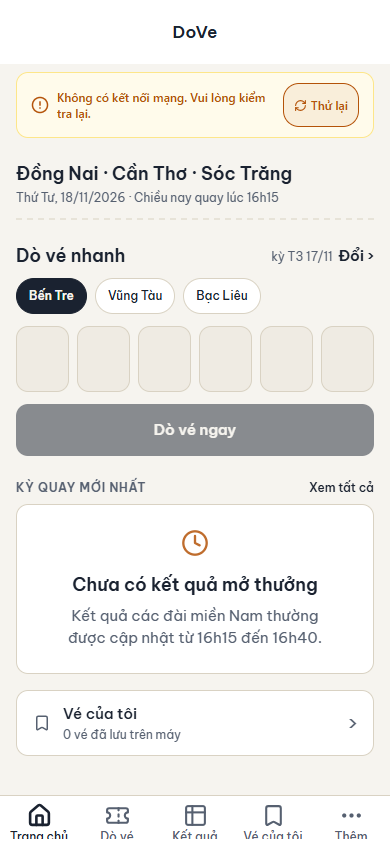 DoVe
Không có kết nối mạng. Vui lòng kiểm
tra lại.
Thử lại
Đồng Nai · Cần Thơ · Sóc Trăng
Thứ Tư, 18/11/2026 · Chiều nay quay lúc 16h15
Dò vé nhanh
kỳ T3 17/11 Đổi ›
Bến Tre
Vũng Tàu
Bạc Liêu
Dò vé ngay
KỲ QUAY MỚI NHẤT
Xem tất cả
Chưa có kết quả mở thưởng
Kết quả các đài miền Nam thường
được cập nhật từ 16h15 đến 16h40.
Vé của tôi
0 vé đã lưu trên máy
Trang chủ
Dò vé
Kết quả
Vé của tôi
Thêm